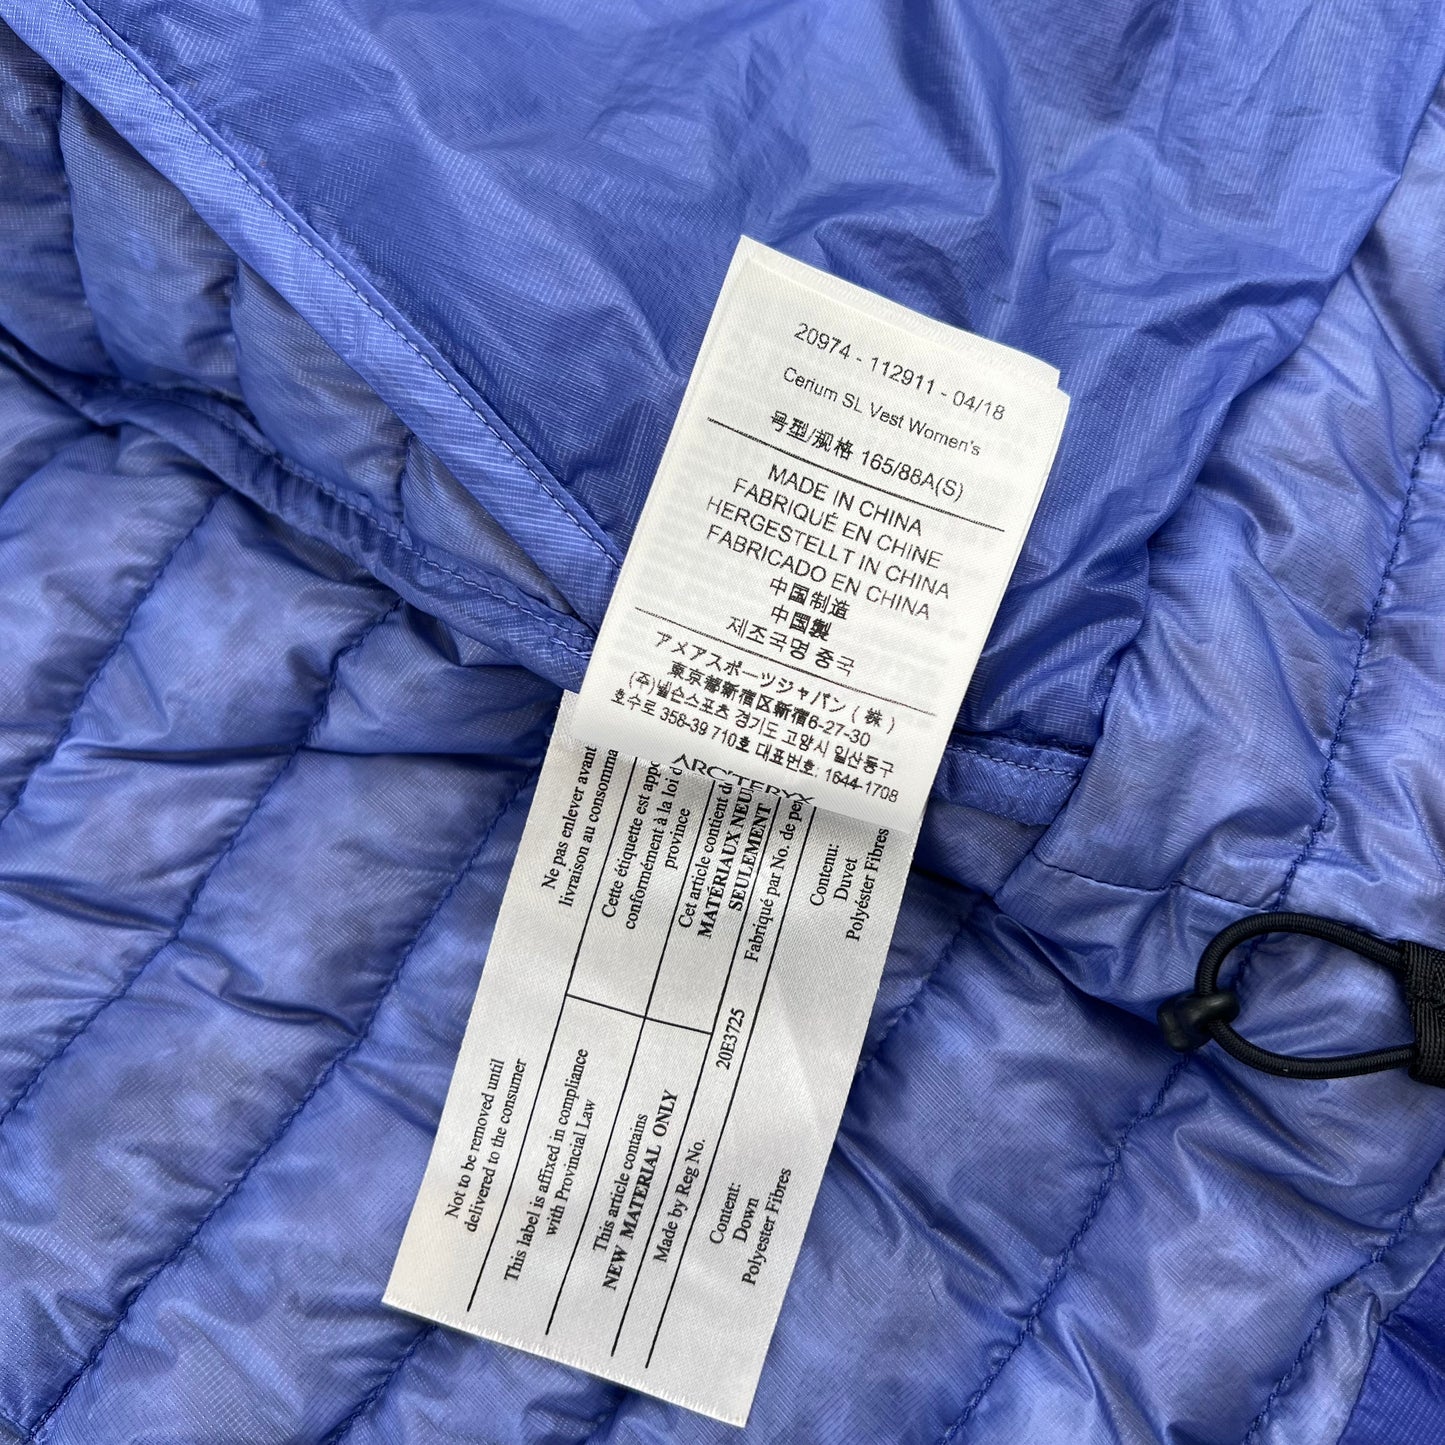 20974 - 112911 - 04/18
Cerium SL Vest Women's
号型/规格 165/88A(S)
MADE IN CHINA
FABRIQUÉ EN CHINE
HERGESTELLT IN CHINA
FABRICADO EN CHINA
中国制造
中国製
제조국명 중국
アメアスポーツジャパン(株)
東京都新宿区新宿6-27-30
(주)넬슨스포츠 경기도 고양시 일산동구
호수로 358-39 710호 대표번호: 1644-1708
ARC'TERYX
Ne pas enlever avant
livraison au consomma
Cette étiquette est appo
conformément à la loi d
province
Cet article contient d
MATÉRIAUX NEU
SEULEMENT
Fabriqué par No. de pe
Contenu:
Duvet
Polyéster Fibres
Not to be removed until
delivered to the consumer
This label is affixed in compliance
with Provincial Law
This article contains
NEW MATERIAL ONLY
Made by Reg No.
20E3725
Content:
Down
Polyester Fibres